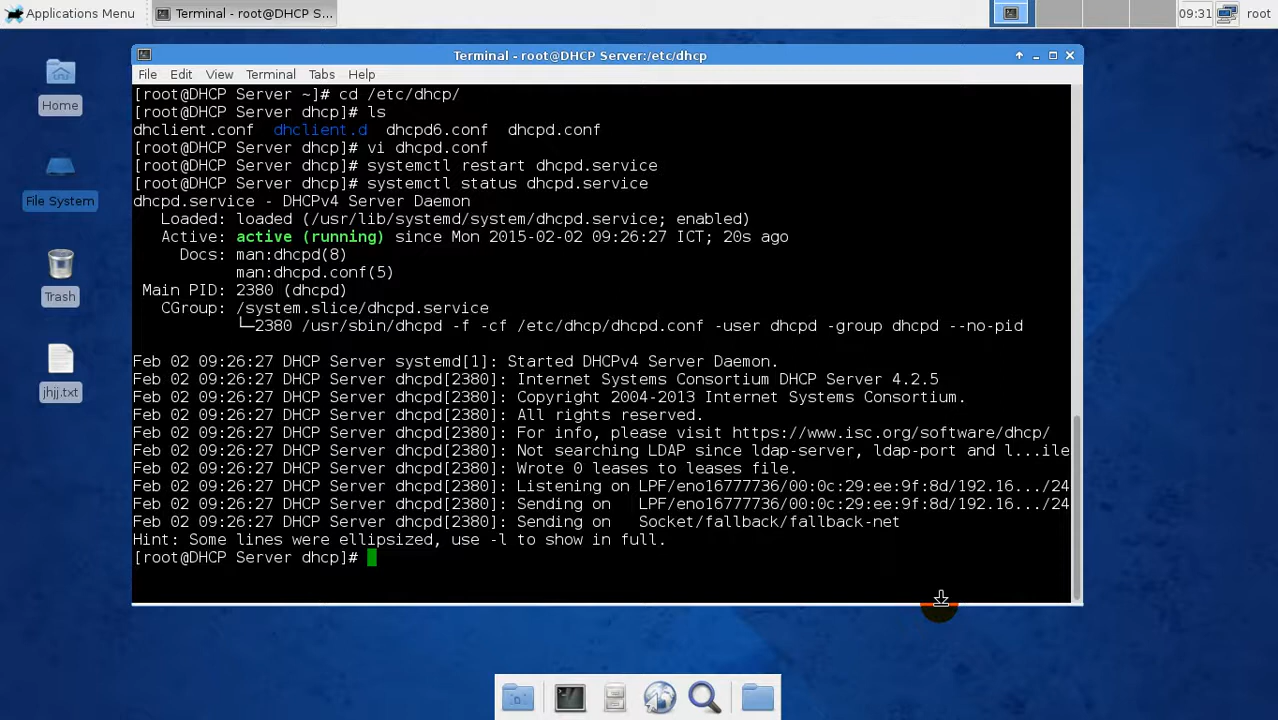 Applications Menu
Terminal - root@DHCP S...
09:31
root
Terminal - root@DHCP Server:/etc/dhcp
File Edit View Terminal Tabs Help
Home
File System
Trash
jhjj.txt
[root@DHCP Server ~]# cd /etc/dhcp/
[root@DHCP Server dhcp]# ls
dhclient.conf dhclient.d dhcpd6.conf dhcpd.conf
[root@DHCP Server dhcp]# vi dhcpd.conf
[root@DHCP Server dhcp]# systemctl restart dhcpd.service
[root@DHCP Server dhcp]# systemctl status dhcpd.service
dhcpd.service - DHCPv4 Server Daemon
Loaded: loaded (/usr/lib/systemd/system/dhcpd.service; enabled)
Active: active (running) since Mon 2015-02-02 09:26:27 ICT; 20s ago
Docs: man:dhcpd(8)
man:dhcpd.conf(5)
Main PID: 2380 (dhcpd)
CGroup: /system.slice/dhcpd.service
└─2380 /usr/sbin/dhcpd -f -cf /etc/dhcp/dhcpd.conf -user dhcpd -group dhcpd --no-pid
Feb 02 09:26:27 DHCP Server systemd[1]: Started DHCPv4 Server Daemon.
Feb 02 09:26:27 DHCP Server dhcpd[2380]: Internet Systems Consortium DHCP Server 4.2.5
Feb 02 09:26:27 DHCP Server dhcpd[2380]: Copyright 2004-2013 Internet Systems Consortium.
Feb 02 09:26:27 DHCP Server dhcpd[2380]: All rights reserved.
Feb 02 09:26:27 DHCP Server dhcpd[2380]: For info, please visit https://www.isc.org/software/dhcp/
Feb 02 09:26:27 DHCP Server dhcpd[2380]: Not searching LDAP since ldap-server, ldap-port and l...ile
Feb 02 09:26:27 DHCP Server dhcpd[2380]: Wrote 0 leases to leases file.
Feb 02 09:26:27 DHCP Server dhcpd[2380]: Listening on LPF/eno16777736/00:0c:29:ee:9f:8d/192.16.../24
Feb 02 09:26:27 DHCP Server dhcpd[2380]: Sending on LPF/eno16777736/00:0c:29:ee:9f:8d/192.16.../24
Feb 02 09:26:27 DHCP Server dhcpd[2380]: Sending on Socket/fallback/fallback-net
Hint: Some lines were ellipsized, use -l to show in full.
[root@DHCP Server dhcp]#